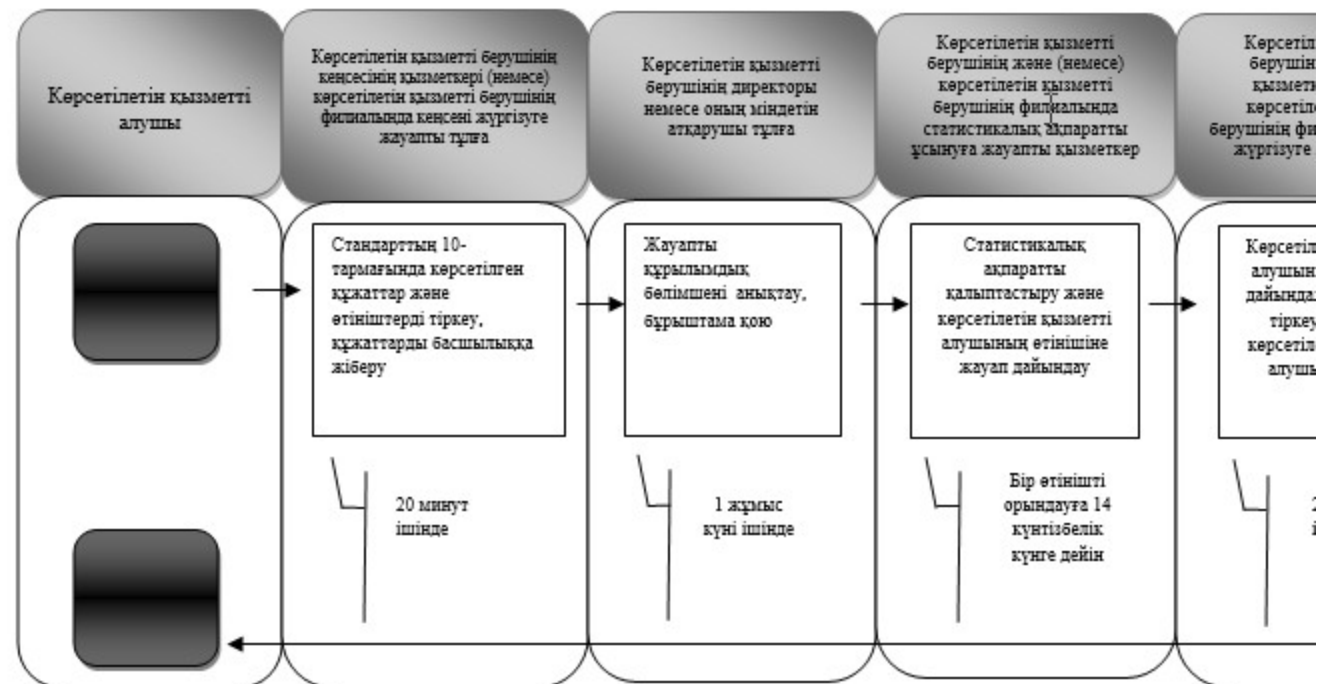 Көрсетілетін қызметті
алушы
Көрсетілетін қызметті берушінің
кеңсесінің қызметкері (немесе)
көрсетілетін қызметті берушінің
филиалында кеңсені жүргізуге
жауапты тұлға
Көрсетілетін қызметті
берушінің директоры
немесе оның міндетін
атқарушы тұлға
Көрсетілетін қызметті
берушінің және (немесе)
көрсетілетін қызметті
берушінің филиалында
статистикалық ақпаратты
ұсынуға жауапты қызметкер
жүргізуге
Стандарттың 10-
тармағында көрсетілген
құжаттар және
өтініштерді тіркеу,
құжаттарды басшылыққа
жіберу
Жауапты
құрылымдық
бөлімшені анықтау,
бұрыштама қою
Статистикалық
ақпаратты
қалыптастыру және
көрсетілетін қызметті
алушының өтінішіне
жауап дайындау
20 минут
ішінде
1 жұмыс
күні ішінде
Бір өтінішті
орындауға 14
күнтізбелік
күнге дейін